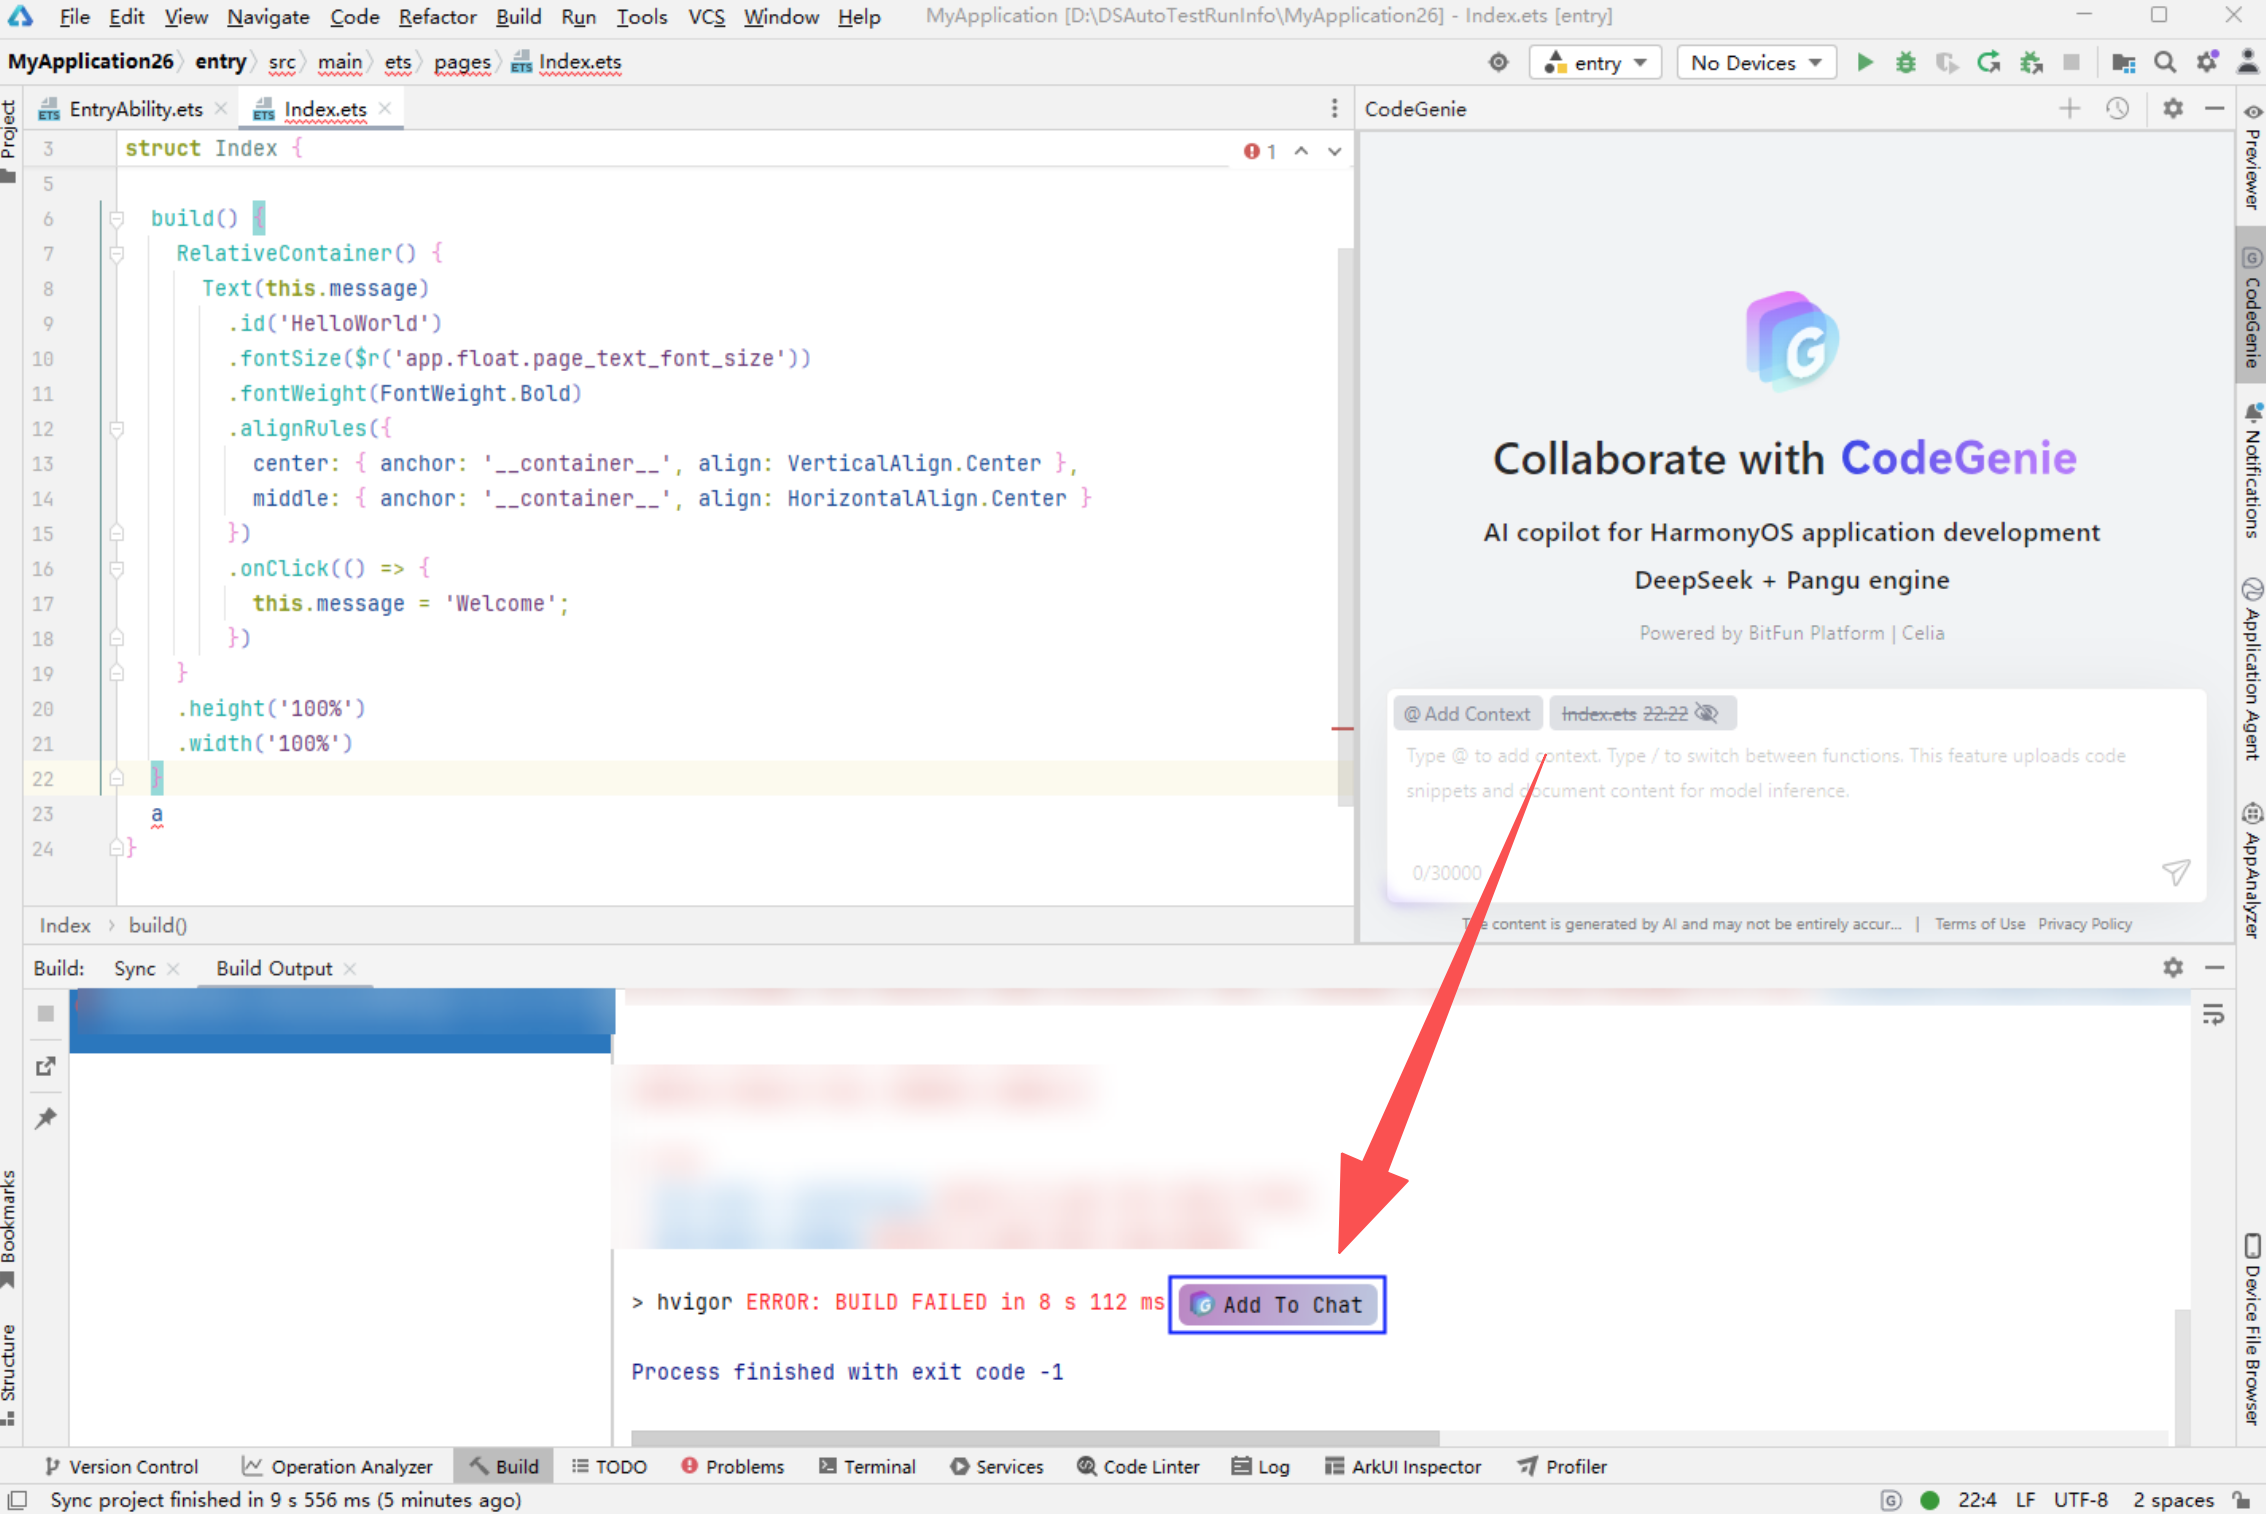 File Edit View Navigate Code Refactor Build Run Tools VCS Window Help MyApplication [D:\DSAutoTestRunInfo\MyApplication26] - Index.ets [entry]
MyApplication26 entry src main ets pages Index.ets entry No Devices
EntryAbility.ets Index.ets CodeGenie
3 struct Index { 1
5
6 build() {
7 RelativeContainer() {
8 Text(this.message)
9 .id('HelloWorld')
10 .fontSize($r('app.float.page_text_font_size'))
11 .fontWeight(FontWeight.Bold)
12 .alignRules({
13 center: { anchor: '__container__', align: VerticalAlign.Center },
14 middle: { anchor: '__container__', align: HorizontalAlign.Center }
15 })
16 .onClick(() => {
17 this.message = 'Welcome';
18 })
19 }
20 .height('100%')
21 .width('100%')
22 }
23 a
24 }
Index build()
Collaborate with CodeGenie
AI copilot for HarmonyOS application development
DeepSeek + Pangu engine
Powered by BitFun Platform | Celia
@ Add Context Index.ets 22:22
Type @ to add context. Type / to switch between functions. This feature uploads code
snippets and document content for model inference.
0/30000
The content is generated by AI and may not be entirely accur... | Terms of Use Privacy Policy
Project
Bookmarks
Structure
Previewer
CodeGenie
Notifications
Application Agent
AppAnalyzer
Device File Browser
Build: Sync Build Output
> hvigor ERROR: BUILD FAILED in 8 s 112 ms Add To Chat
Process finished with exit code -1
Version Control Operation Analyzer Build TODO Problems Terminal Services Code Linter Log ArkUI Inspector Profiler
Sync project finished in 9 s 556 ms (5 minutes ago) 22:4 LF UTF-8 2 spaces